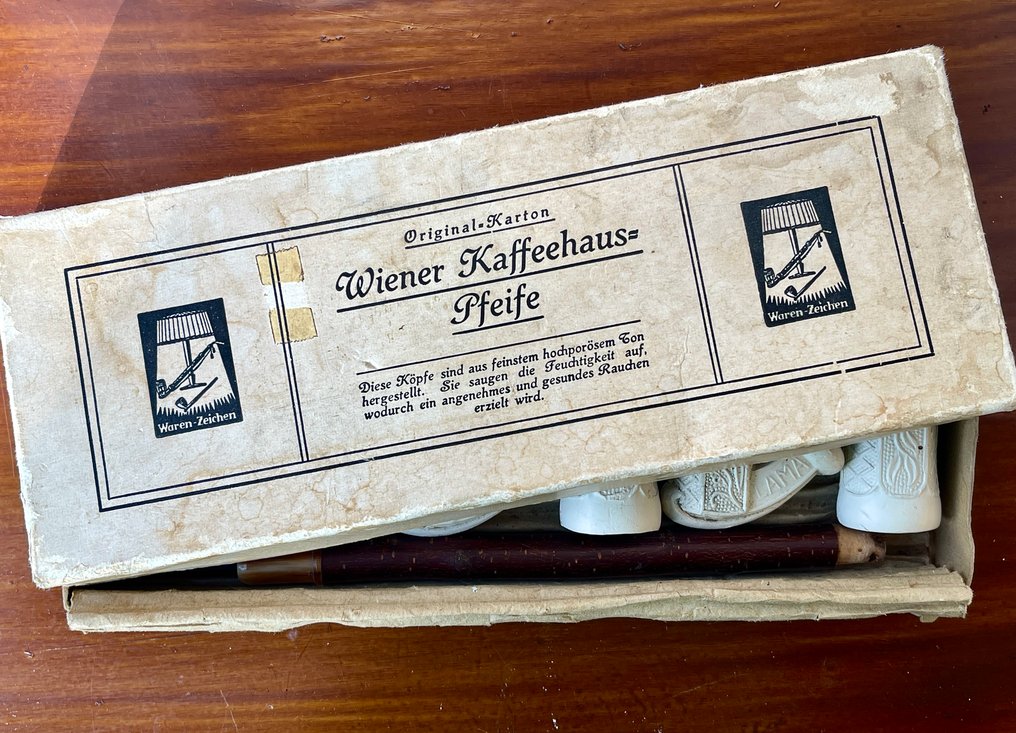 Original=Karton
Wiener Kaffeehaus=
Pfeife
Diese Köpfe sind aus feinstem hochporösem Ton
hergestellt. Sie saugen die Feuchtigkeit auf,
wodurch ein angenehmes und gesundes Rauchen
erzielt wird.
Waren-Zeichen
Waren-Zeichen
LAMA